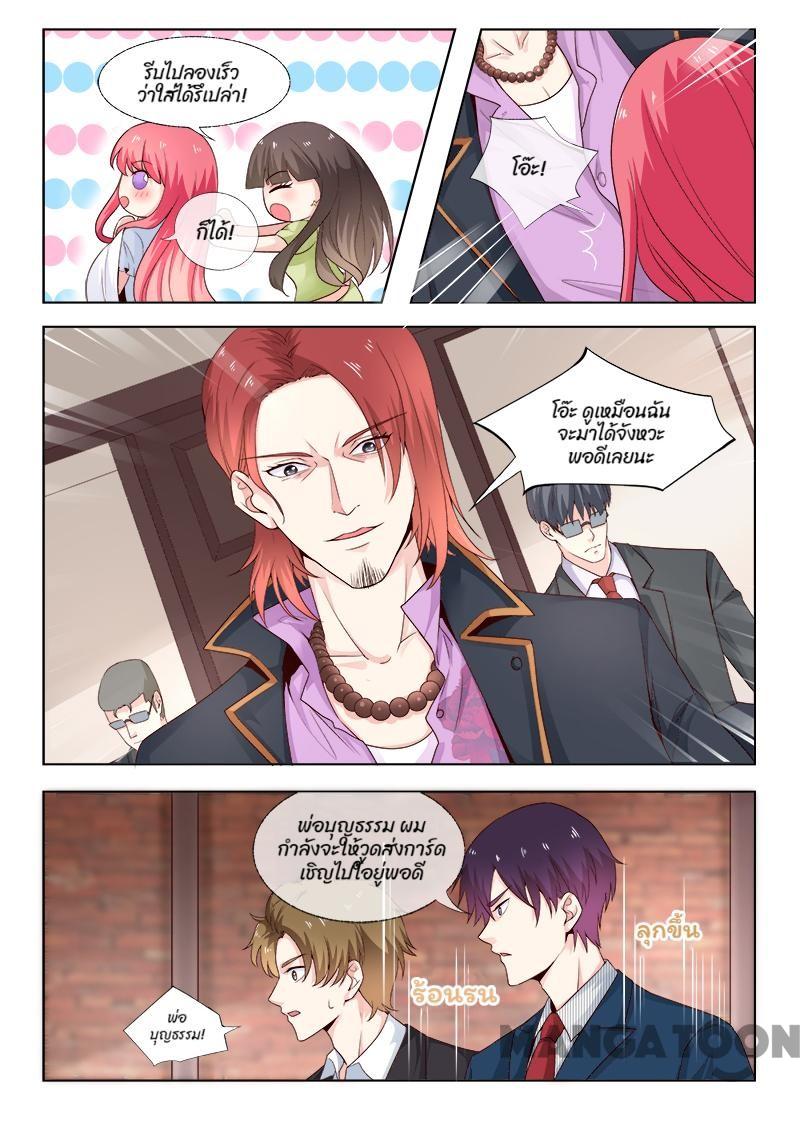 รีบไปลองเร็ว
ว่าใส่ได้รึเปล่า!
ก็ได้!
โอ๊ะ!
โอ๊ะ ดูเหมือนฉัน
จะมาได้จังหวะ
พอดีเลยนะ
พ่อบุญธรรม ผม
กำลังจะให้วูดส่งการ์ด
เชิญไปใ้อยู่พอดี
ลุกขึ้น
ร้อนรน
พ่อ
บุญธรรม!
MANGATOON